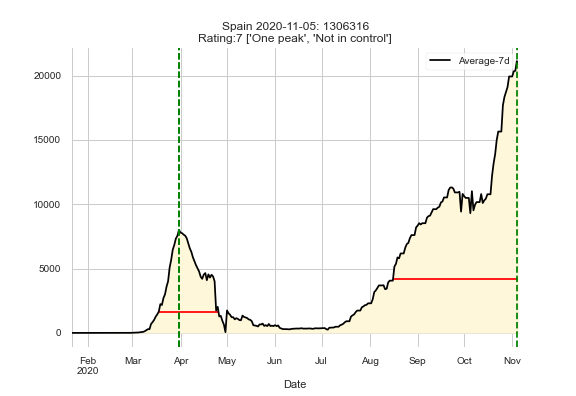 Spain 2020-11-05: 1306316
Rating:7 ['One peak', 'Not in control']
Average-7d
20000
15000
10000
5000
0
Feb Mar Apr May Jun Jul Aug Sep Oct Nov
2020
Date